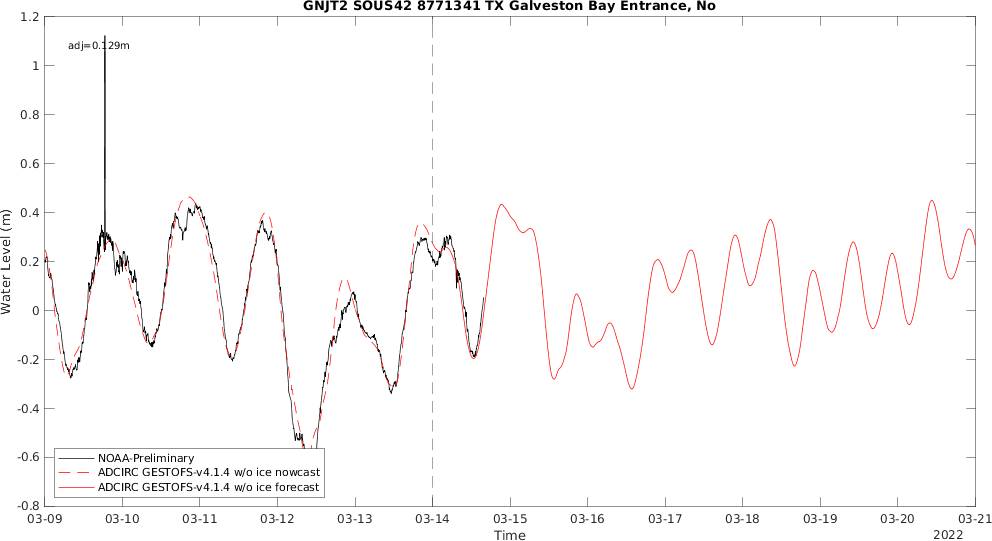 GNJT2 SOUS42 8771341 TX Galveston Bay Entrance, No
1.2
1
0.8
0.6
0.4
0.2
0
-0.2
-0.4
-0.6
-0.8
Water Level (m)
adj=0.129m
NOAA-Preliminary
ADCIRC GESTOFS-v4.1.4 w/o ice nowcast
ADCIRC GESTOFS-v4.1.4 w/o ice forecast
03-09 03-10 03-11 03-12 03-13 03-14 03-15 03-16 03-17 03-18 03-19 03-20 03-21
Time
2022